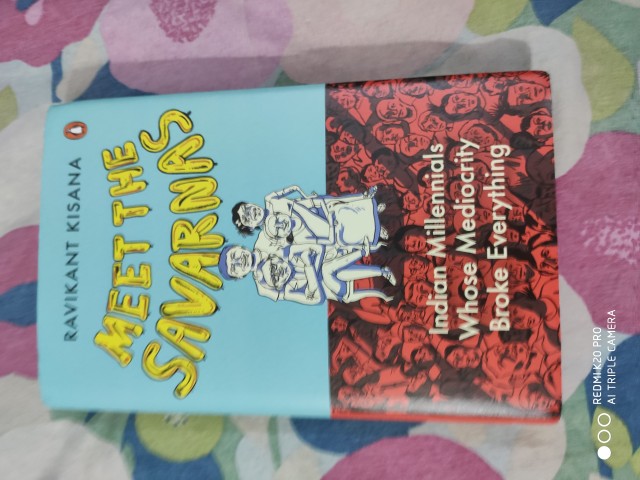 RAVIKANT KISANA
MEET THE
SAVARNAS
Indian Millennials
Whose Mediocrity
Broke Everything
REDMI K20 PRO
AI TRIPLE CAMERA